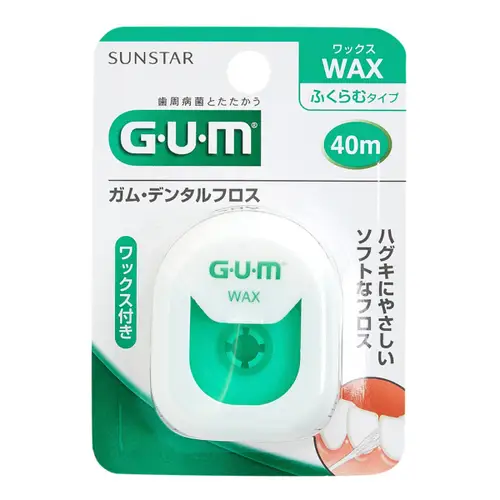 SUNSTAR
ワックス
WAX
ふくらむタイプ
歯周病菌とたたかう
G・U・M®
40m
ガム・デンタルフロス
ワックス付き
G・U・M
WAX
ハグキにやさしい
ソフトなフロス